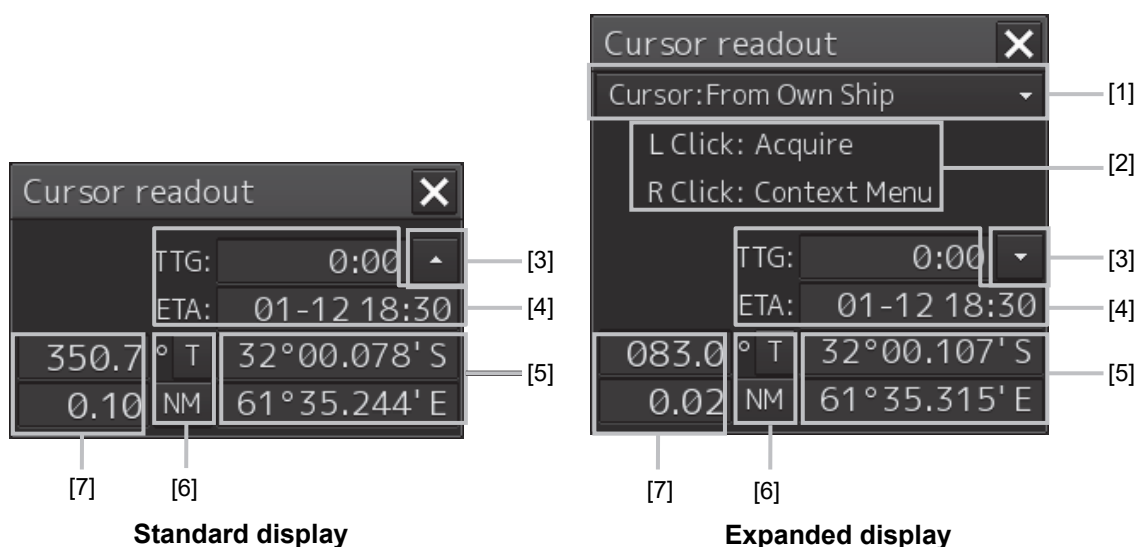 Cursor readout
TTG: 0:00
[3]
ETA: 01-12 18:30
[4]
350.7 ° T 32°00.078' S
0.10 NM 61°35.244' E
[5]
[7] [6]
Standard display
Cursor readout
Cursor:From Own Ship
[1]
L Click: Acquire
R Click: Context Menu
[2]
TTG: 0:00
[3]
ETA: 01-12 18:30
[4]
083.0 ° T 32°00.107' S
0.02 NM 61°35.315' E
[5]
[7] [6]
Expanded display